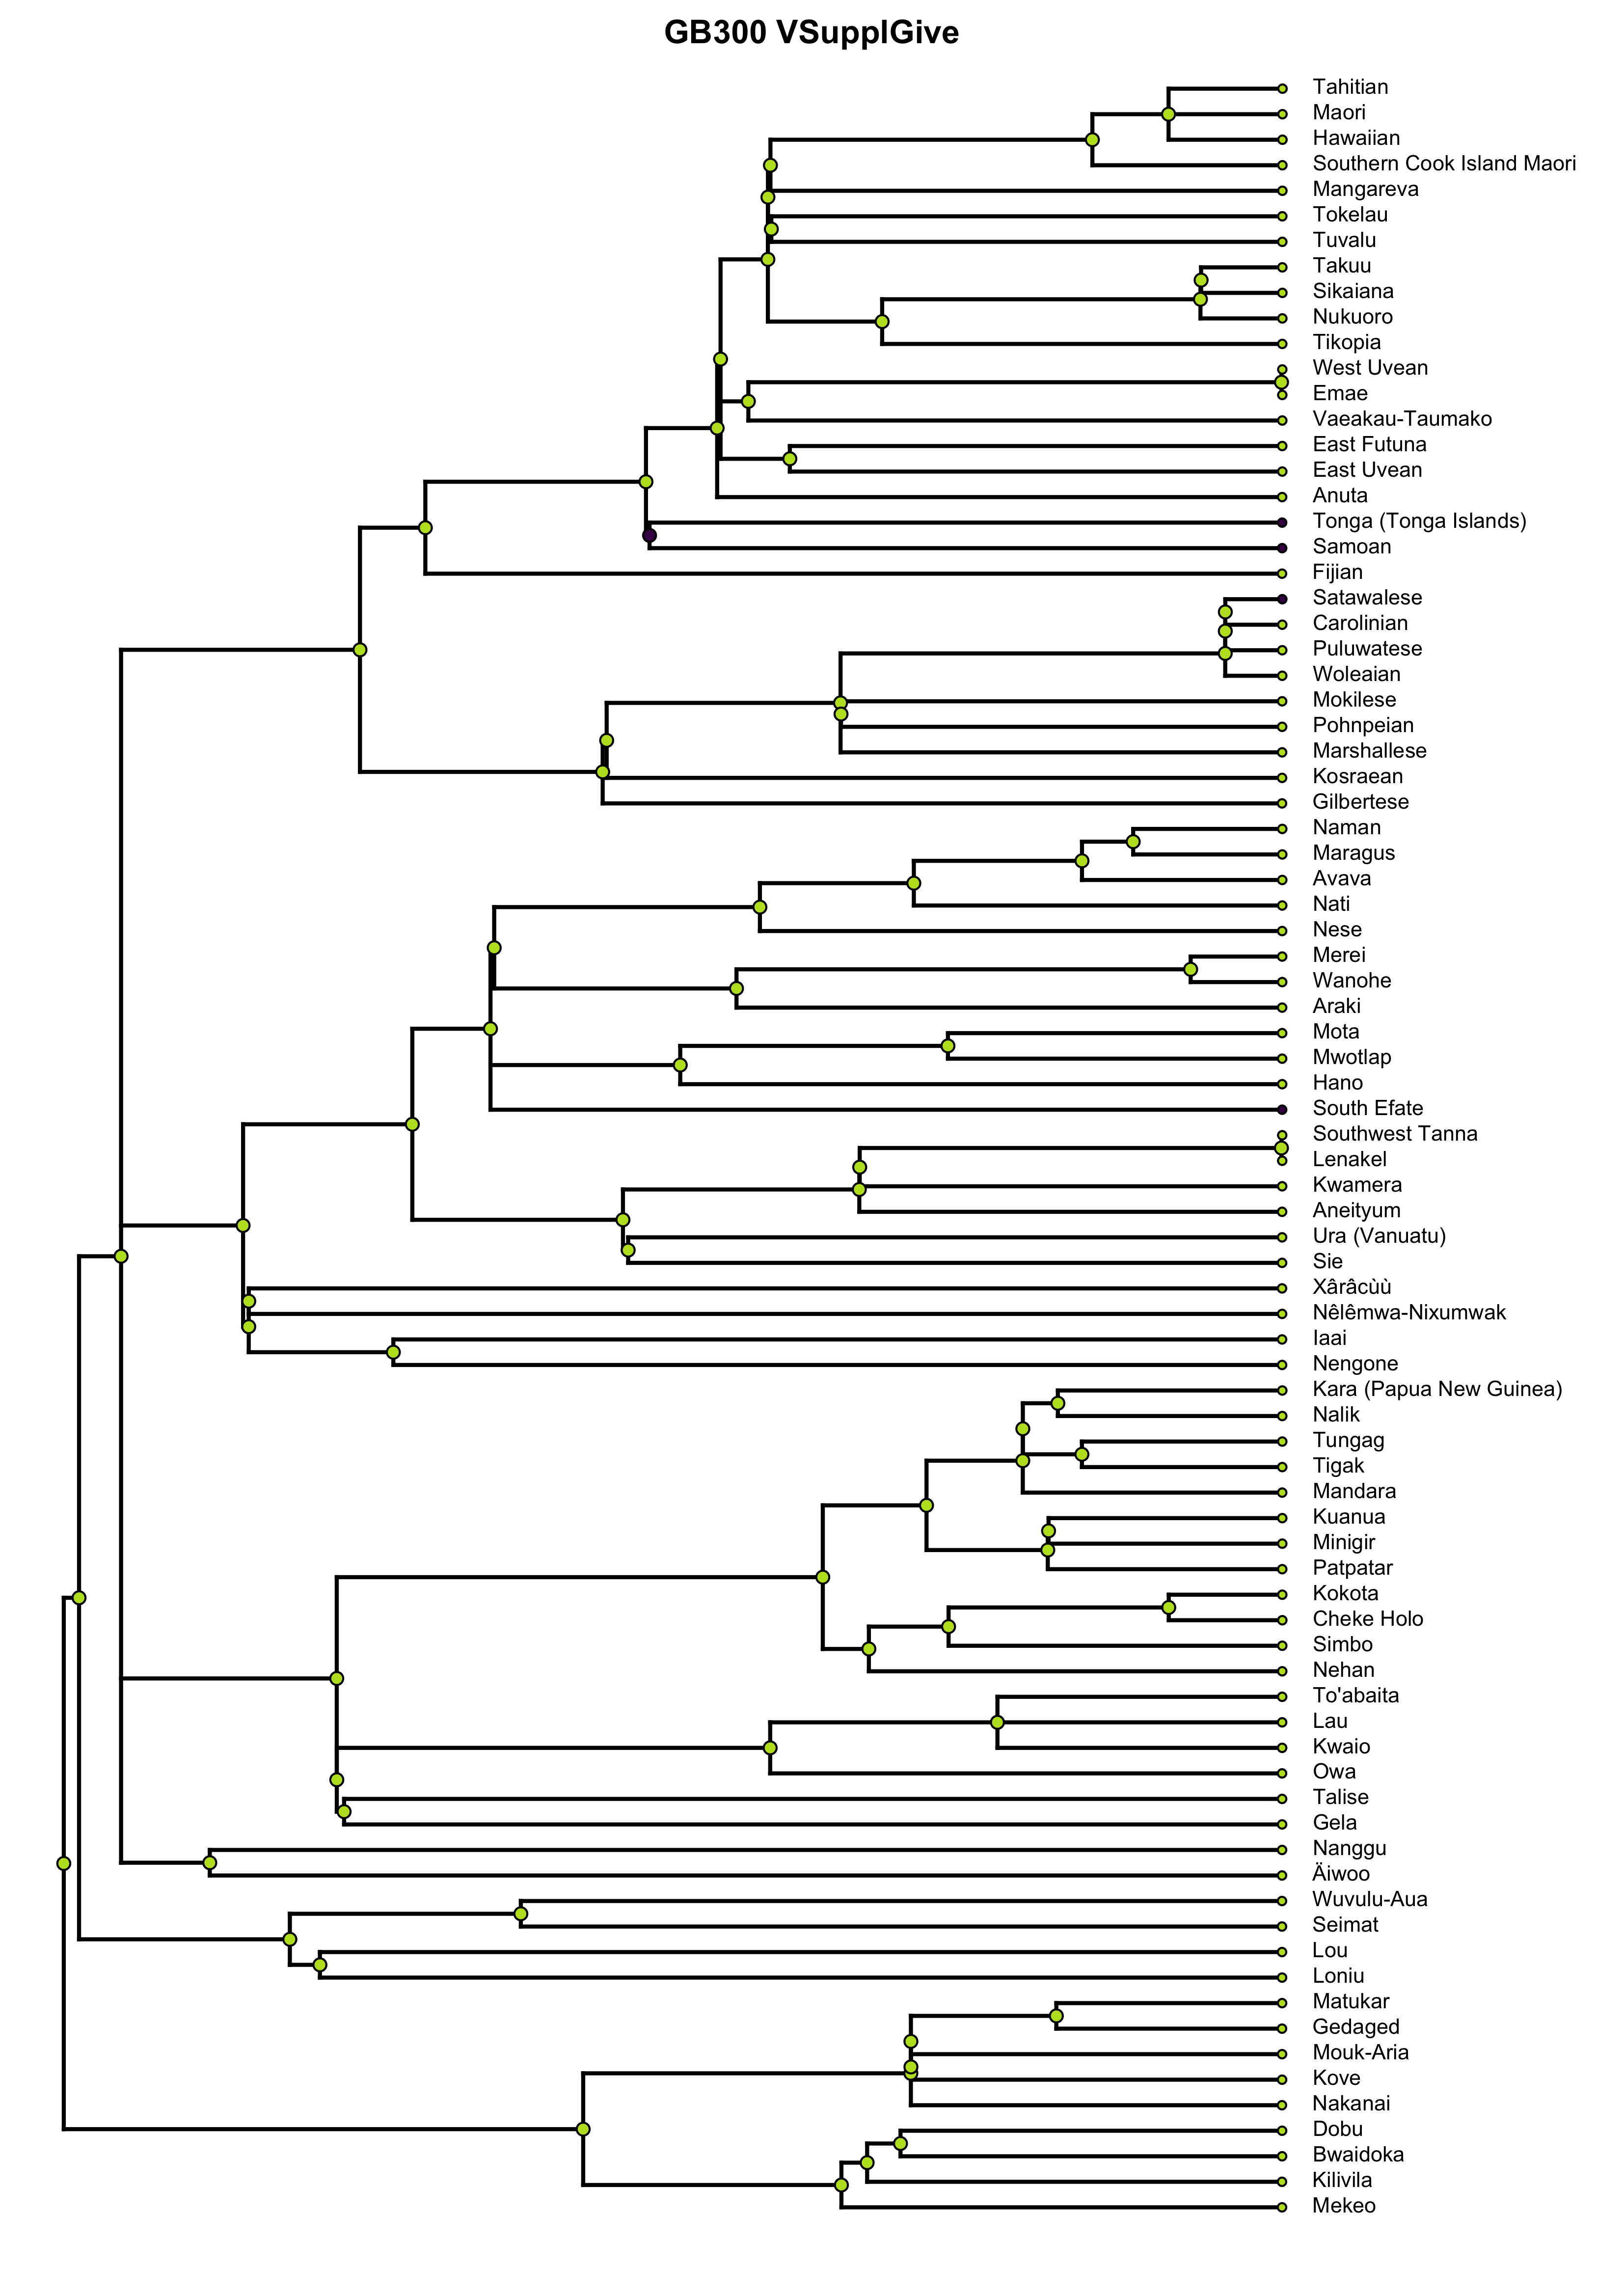 GB300 VSupplGive
Tahitian
Maori
Hawaiian
Southern Cook Island Maori
Mangareva
Tokelau
Tuvalu
Takuu
Sikaiana
Nukuoro
Tikopia
West Uvean
Emae
Vaeakau-Taumako
East Futuna
East Uvean
Anuta
Tonga (Tonga Islands)
Samoan
Fijian
Satawalese
Carolinian
Puluwatese
Woleaian
Mokilese
Pohnpeian
Marshallese
Kosraean
Gilbertese
Naman
Maragus
Avava
Nati
Nese
Merei
Wanohe
Araki
Mota
Mwotlap
Hano
South Efate
Southwest Tanna
Lenakel
Kwamera
Aneityum
Ura (Vanuatu)
Sie
Xârâcùù
Nêlêmwa-Nixumwak
Iaai
Nengone
Kara (Papua New Guinea)
Nalik
Tungag
Tigak
Mandara
Kuanua
Minigir
Patpatar
Kokota
Cheke Holo
Simbo
Nehan
To'abaita
Lau
Kwaio
Owa
Talise
Gela
Nanggu
Äiwoo
Wuvulu-Aua
Seimat
Lou
Loniu
Matukar
Gedaged
Mouk-Aria
Kove
Nakanai
Dobu
Bwaidoka
Kilivila
Mekeo